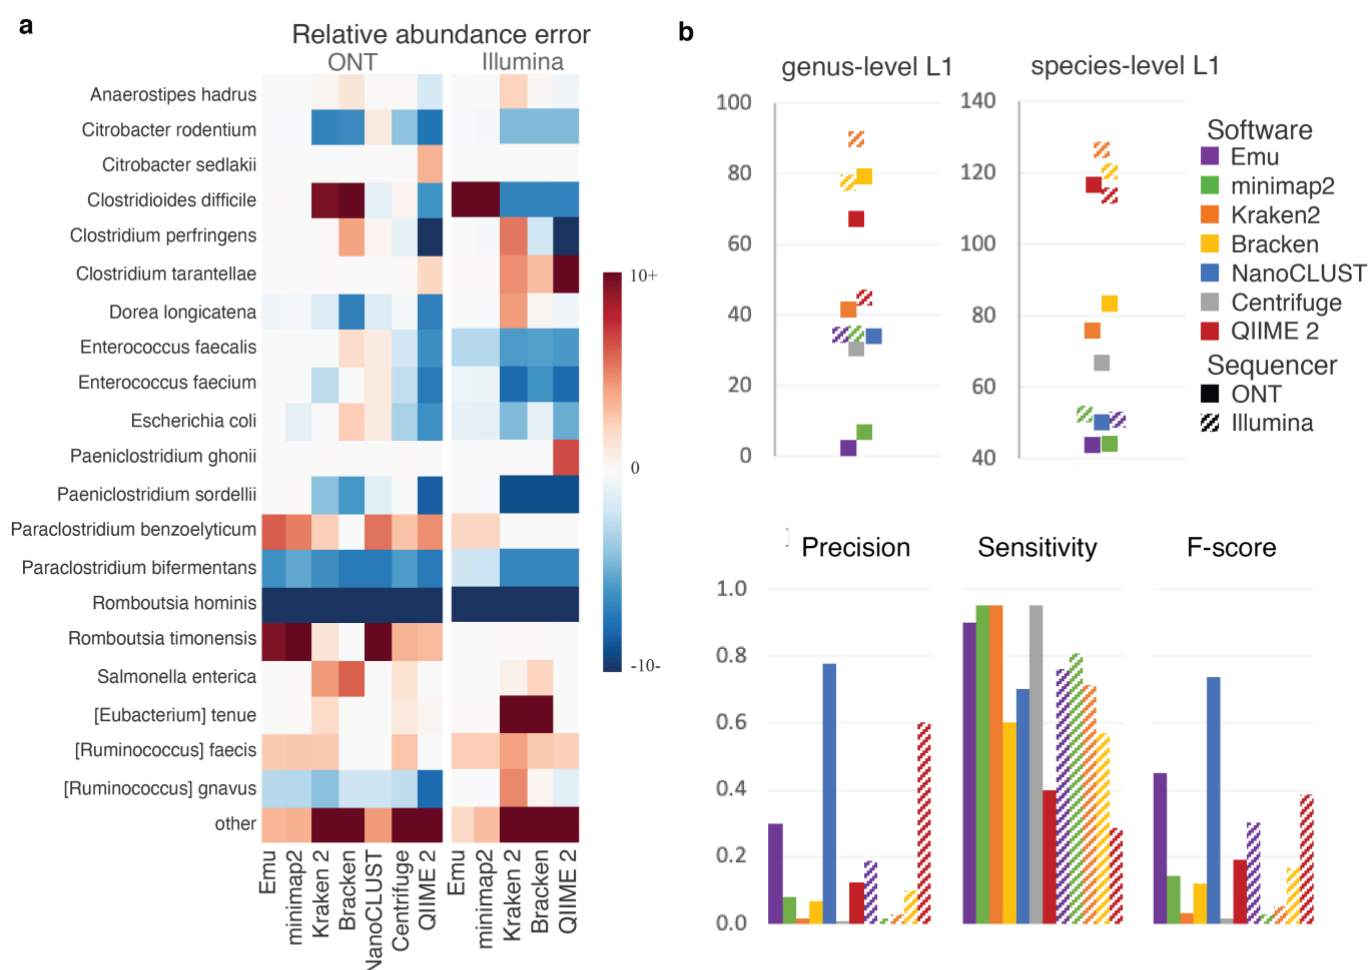 a
Relative abundance error
ONT
Illumina
Anaerostipes hadrus
Citrobacter rodentium
Citrobacter sedlakii
Clostridioides difficile
Clostridium perfringens
Clostridium tarantellae
Dorea longicatena
Enterococcus faecalis
Enterococcus faecium
Escherichia coli
Paeniclostridium ghonii
Paeniclostridium sordellii
Paraclostridium benzoelyticum
Paraclostridium bifermentans
Romboutsia hominis
Romboutsia timonensis
Salmonella enterica
[Eubacterium] tenue
[Ruminococcus] faecis
[Ruminococcus] gnavus
other
Emu
minimap2
Kraken 2
Bracken
NanoCLUST
Centrifuge
QIIME 2
Emu
minimap2
Kraken 2
Bracken
QIIME 2
10+
0
-10-
b
genus-level L1
100
80
60
40
20
0
species-level L1
140
120
100
80
60
40
Software
Emu
minimap2
Kraken2
Bracken
NanoCLUST
Centrifuge
QIIME 2
Sequencer
ONT
Illumina
Precision
Sensitivity
F-score
1.0
0.8
0.6
0.4
0.2
0.0